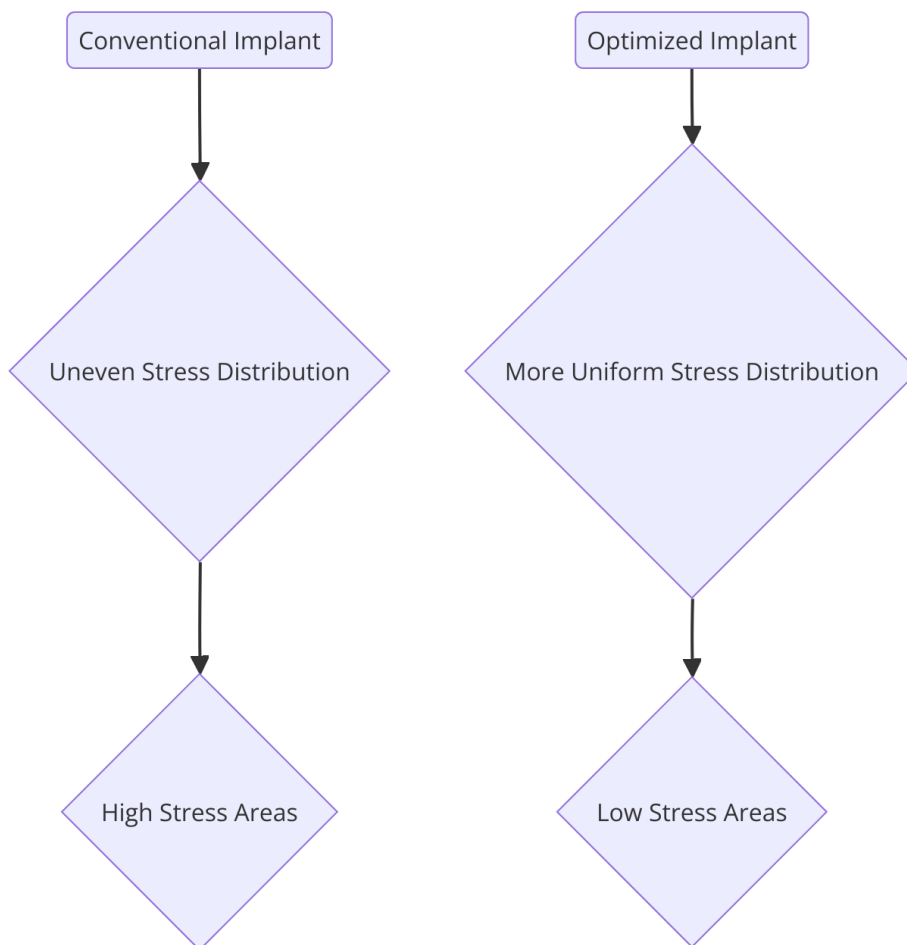 Conventional Implant
Optimized Implant
Uneven Stress Distribution
More Uniform Stress Distribution
High Stress Areas
Low Stress Areas